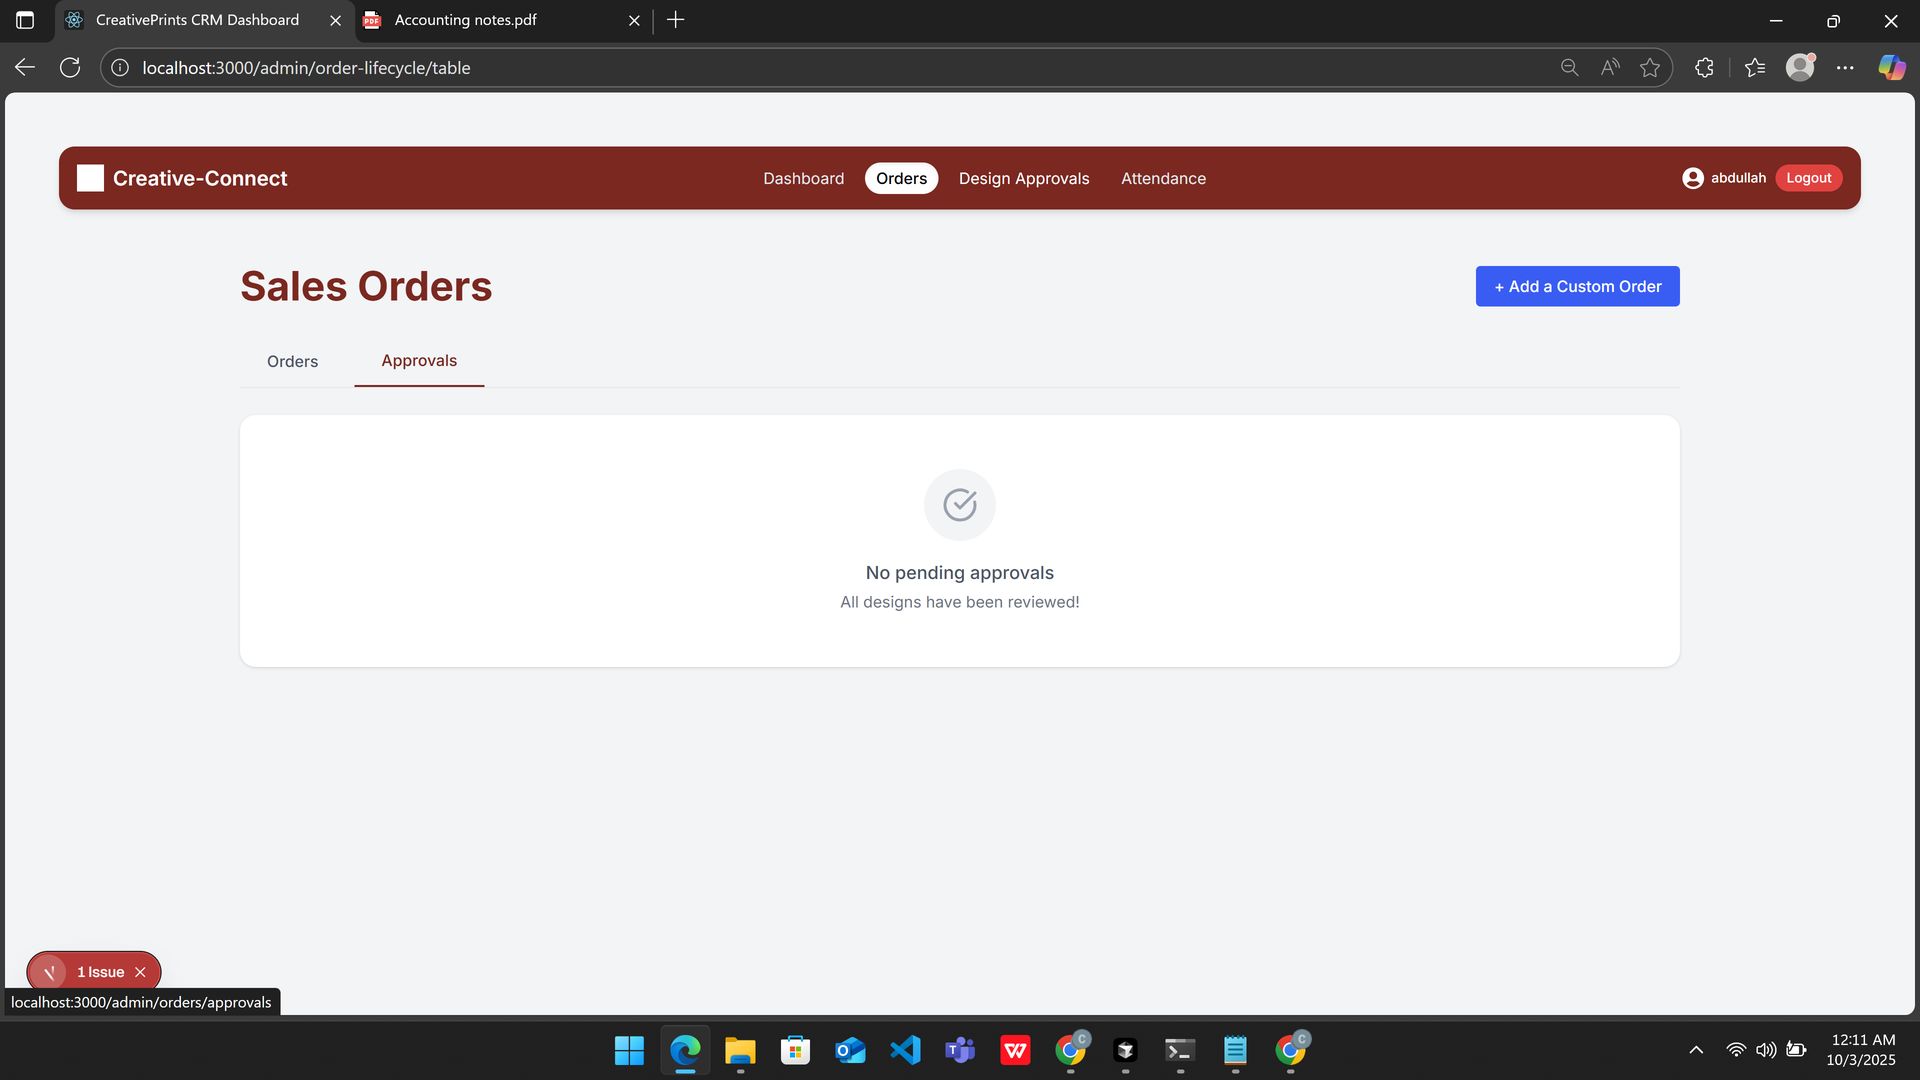 CreativePrints CRM Dashboard
Accounting notes.pdf
localhost:3000/admin/order-lifecycle/table
Creative-Connect
Dashboard
Orders
Design Approvals
Attendance
abdullah
Logout
Sales Orders
+ Add a Custom Order
Orders
Approvals
No pending approvals
All designs have been reviewed!
1 Issue
localhost:3000/admin/orders/approvals
12:11 AM
10/3/2025